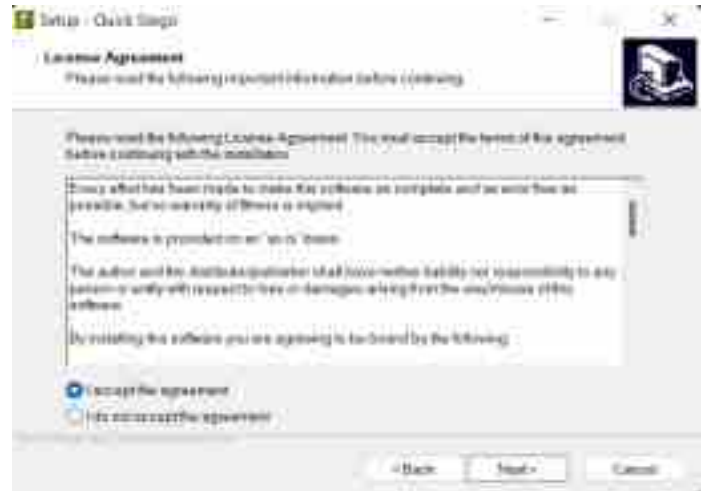 Setup - Quick Stego
License Agreement
Please read the following important information before continuing.
Please read the following License Agreement. You must accept the terms of the agreement
before continuing with the installation.
Every effort has been made to make this software as complete and as error free as
possible, but no warranty of fitness is implied.
The software is provided on an "as is" basis.
The author and the distributor/publisher shall have neither liability nor responsibility to any
person or entity with respect to loss or damages arising from the use/misuse of this
software.
By installing this software you are agreeing to be bound by the following:
I accept the agreement
I do not accept the agreement
< Back
Next >
Cancel